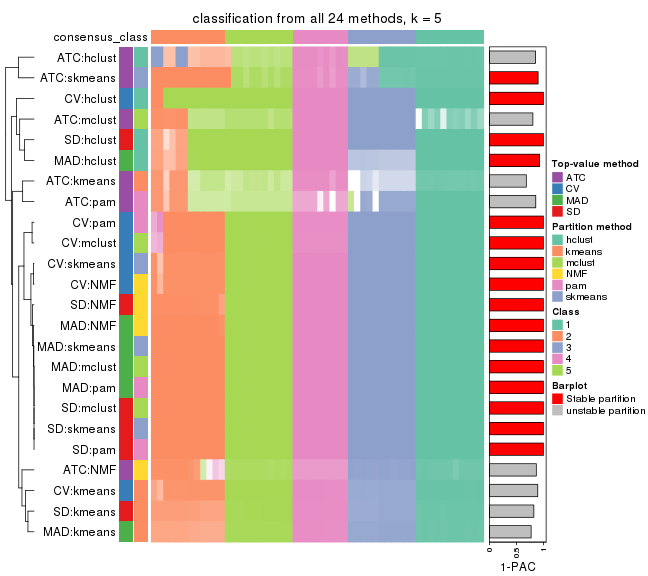 classification from all 24 methods, k = 5
consensus_class
ATC:hclust
ATC:skmeans
CV:hclust
ATC:mclust
SD:hclust
MAD:hclust
ATC:kmeans
ATC:pam
CV:pam
CV:mclust
CV:skmeans
CV:NMF
SD:NMF
MAD:NMF
MAD:skmeans
MAD:mclust
MAD:pam
SD:mclust
SD:skmeans
SD:pam
ATC:NMF
CV:kmeans
SD:kmeans
MAD:kmeans
0
0.5
1
1-PAC
Top-value method
ATC
CV
MAD
SD
Partition method
hclust
kmeans
mclust
NMF
pam
skmeans
Class
1
2
3
4
5
Barplot
Stable partition
unstable partition